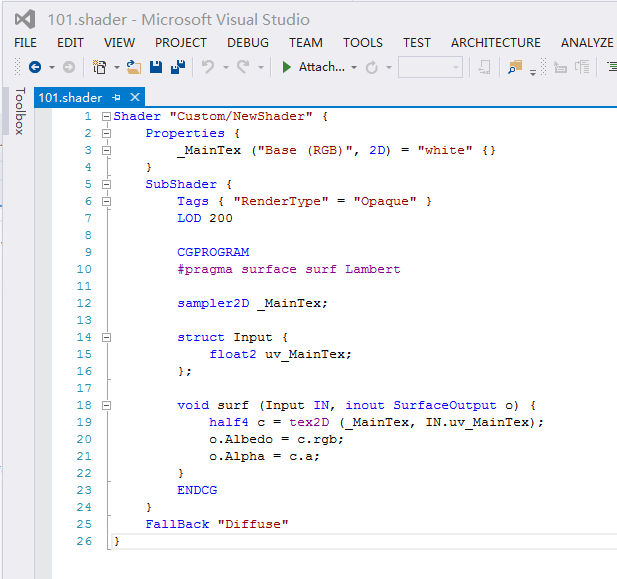 101.shader - Microsoft Visual Studio
FILE EDIT VIEW PROJECT DEBUG TEAM TOOLS TEST ARCHITECTURE ANALYZE
Attach...
Toolbox
101.shader
1 Shader "Custom/NewShader" {
2 Properties {
3 _MainTex ("Base (RGB)", 2D) = "white" {}
4 }
5 SubShader {
6 Tags { "RenderType" = "Opaque" }
7 LOD 200
8
9 CGPROGRAM
10 #pragma surface surf Lambert
11
12 sampler2D _MainTex;
13
14 struct Input {
15 float2 uv_MainTex;
16 };
17
18 void surf (Input IN, inout SurfaceOutput o) {
19 half4 c = tex2D (_MainTex, IN.uv_MainTex);
20 o.Albedo = c.rgb;
21 o.Alpha = c.a;
22 }
23 ENDCG
24 }
25 FallBack "Diffuse"
26 }